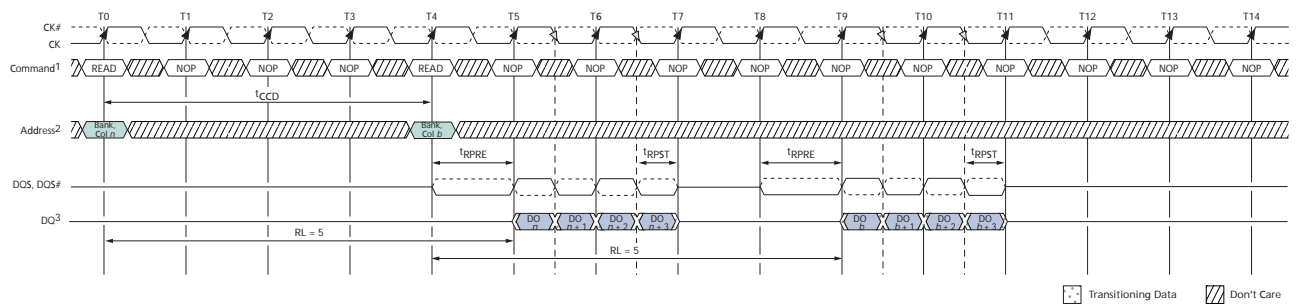 T0 T1 T2 T3 T4 T5 T6 T7 T8 T9 T10 T11 T12 T13 T14
CK#
CK
Command1 READ NOP NOP NOP READ NOP NOP NOP NOP NOP NOP NOP NOP NOP NOP
tCCD
Address2 Bank, Col n Bank, Col b
tRPRE tRPST tRPRE tRPST
DQS, DQS#
DQ3 DO n DO n + 1 DO n + 2 DO n + 3 DO b DO b + 1 DO b + 2 DO b + 3
RL = 5
RL = 5
Transitioning Data Don't Care